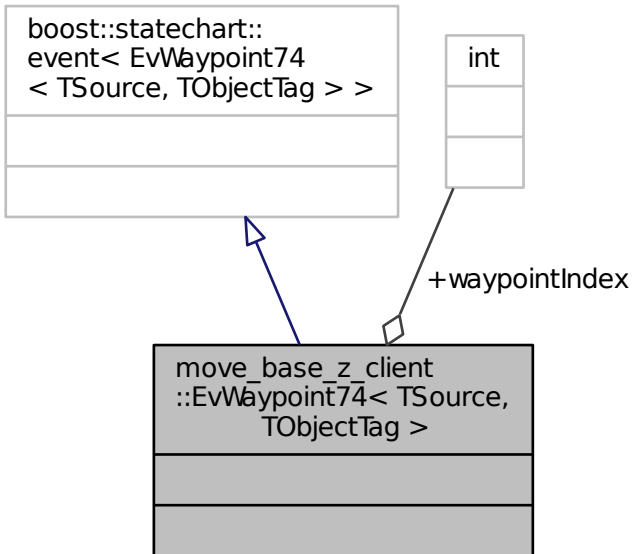 boost::statechart::
event< EvWaypoint74
< TSource, TObjectTag > >
int
+waypointIndex
move_base_z_client
::EvWaypoint74< TSource,
TObjectTag >